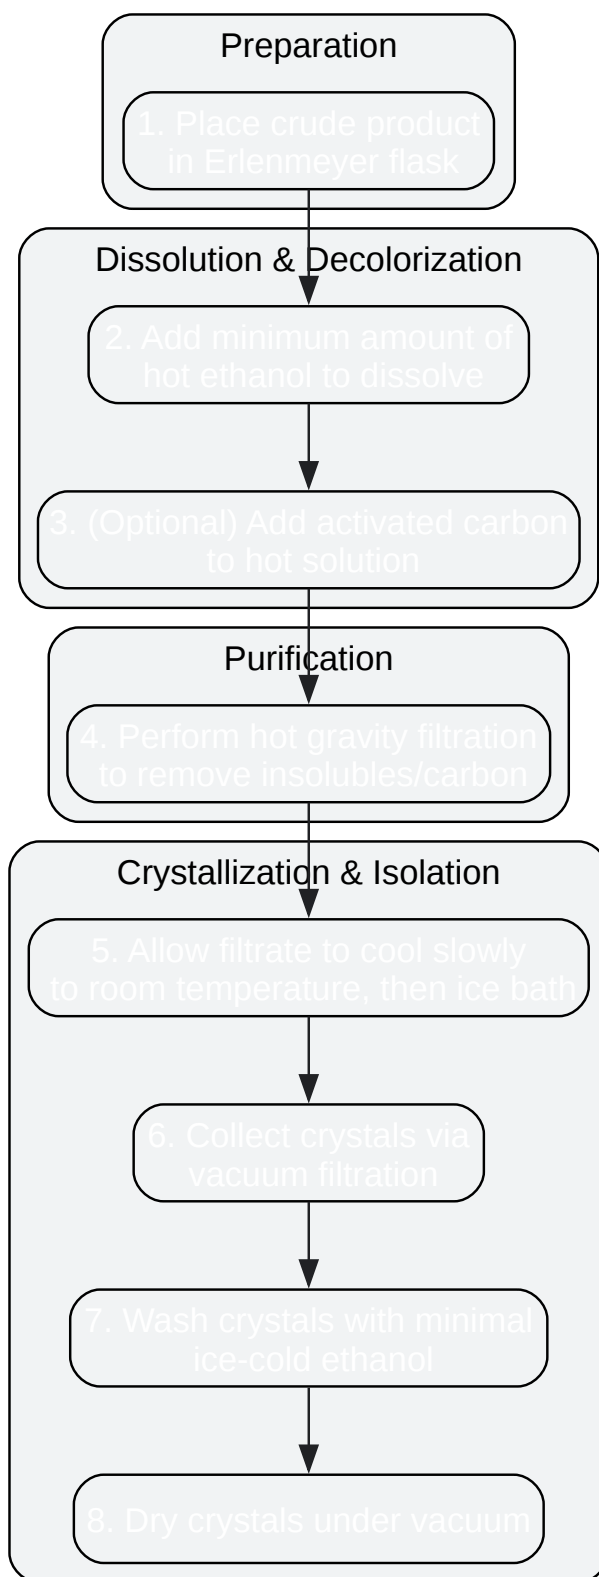 Preparation
1. Place crude product
in Erlenmeyer flask
Dissolution & Decolorization
2. Add minimum amount of
hot ethanol to dissolve
3. (Optional) Add activated carbon
to hot solution
Purification
4. Perform hot gravity filtration
to remove insolubles/carbon
Crystallization & Isolation
5. Allow filtrate to cool slowly
to room temperature, then ice bath
6. Collect crystals via
vacuum filtration
7. Wash crystals with minimal
ice-cold ethanol
8. Dry crystals under vacuum